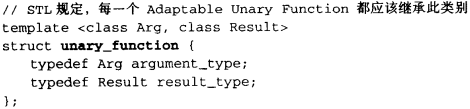 // STL 规定，每一个 Adaptable Unary Function 都应该继承此类别
template <class Arg, class Result>
struct unary_function {
    typedef Arg argument_type;
    typedef Result result_type;
};